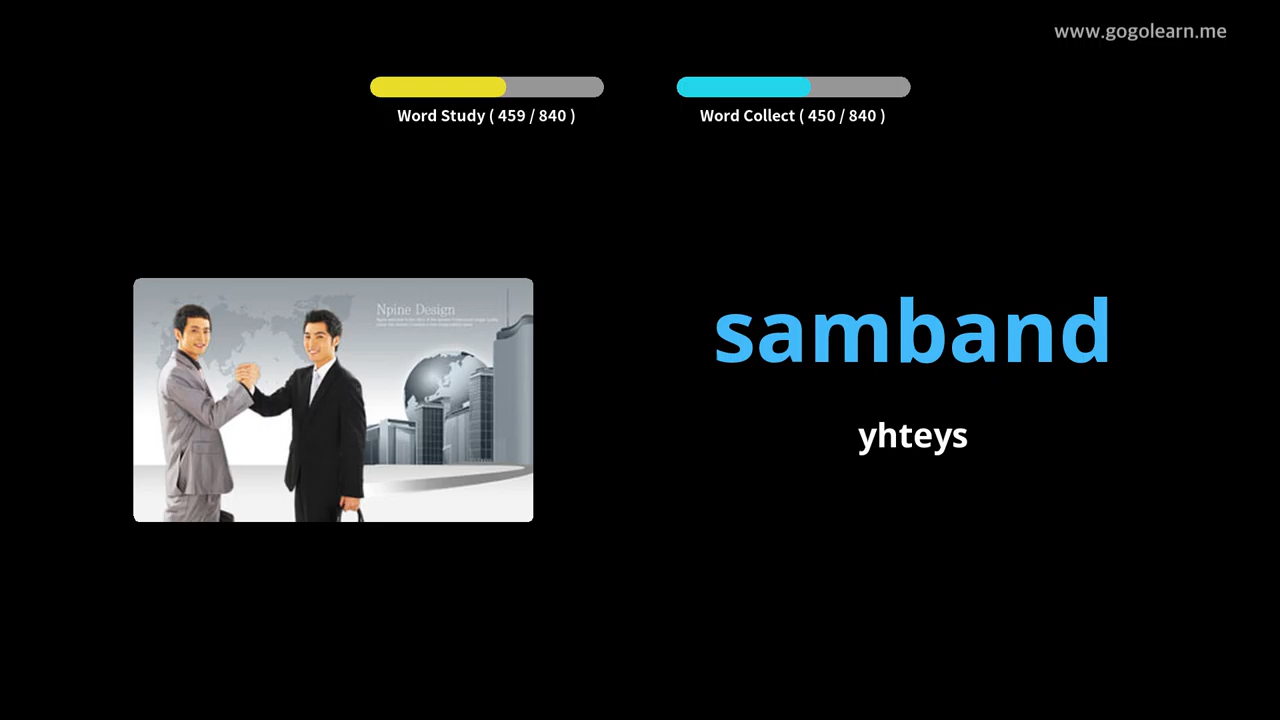 www.gogolearn.me
Word Study ( 459 / 840 )
Word Collect ( 450 / 840 )
Npine Design
samband
yhteys